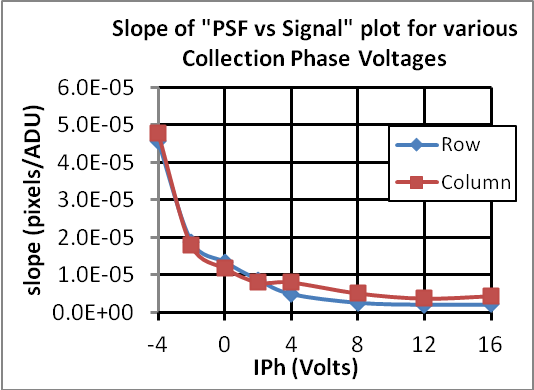 Slope of "PSF vs Signal" plot for various
Collection Phase Voltages
6.0E-05
5.0E-05
4.0E-05
3.0E-05
2.0E-05
1.0E-05
0.0E+00
slope (pixels/ADU)
Row
Column
-4 0 4 8 12 16
IPh (Volts)